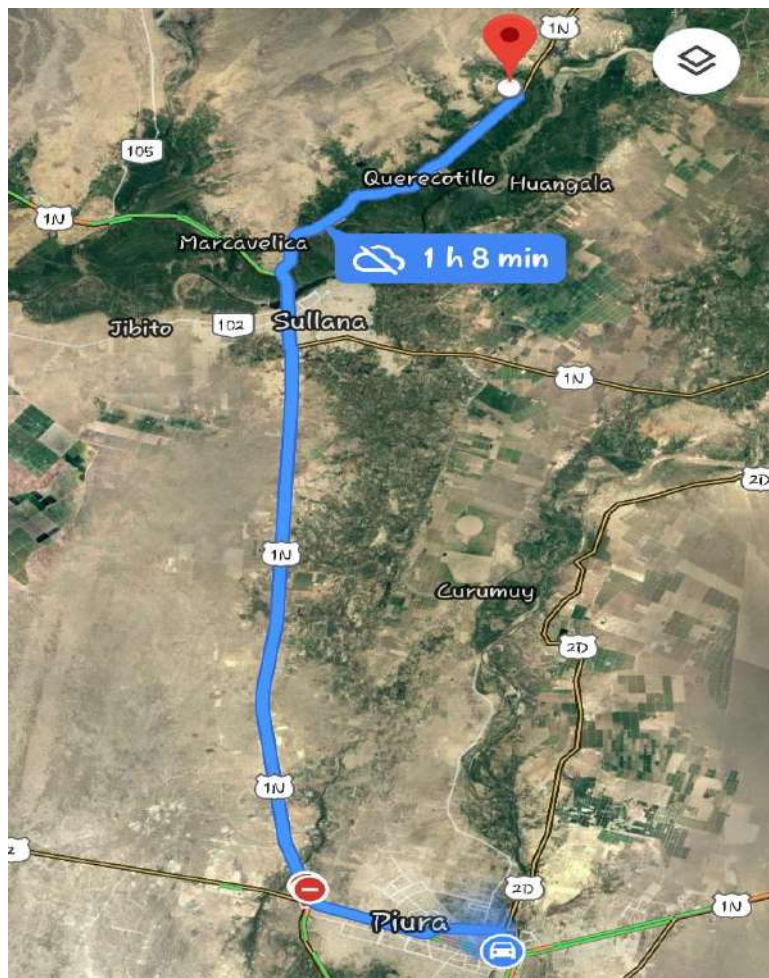 1N
105
Querecotillo
Huangala
1N
Marcavelica
1 h 8 min
Jibito
102
Sullana
1N
2D
1N
Curumuy
2D
1N
2
2D
1N
Piura